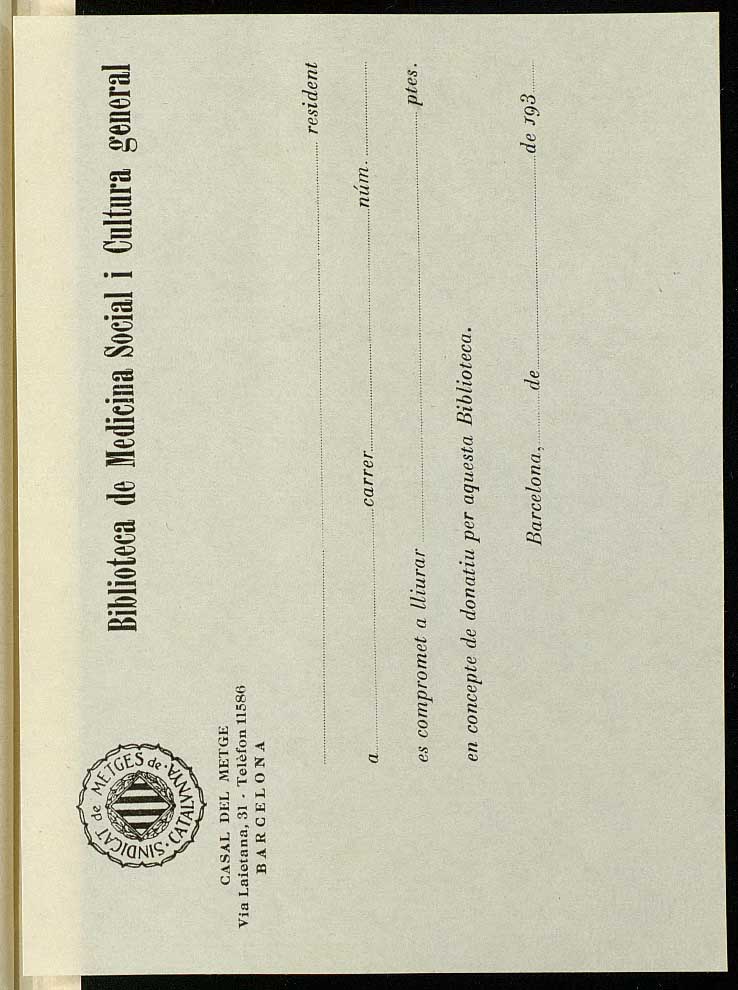 SINDICAT de METGES de CATALVNYA
CASAL DEL METGE
Via Laietana, 31 - Telèfon 11586
BARCELONA
Biblioteca de Medicina Social i Cultura general
resident
a carrer núm.
es compromet a lliurar ptes.
en concepte de donatiu per aquesta Biblioteca.
Barcelona, de de 193